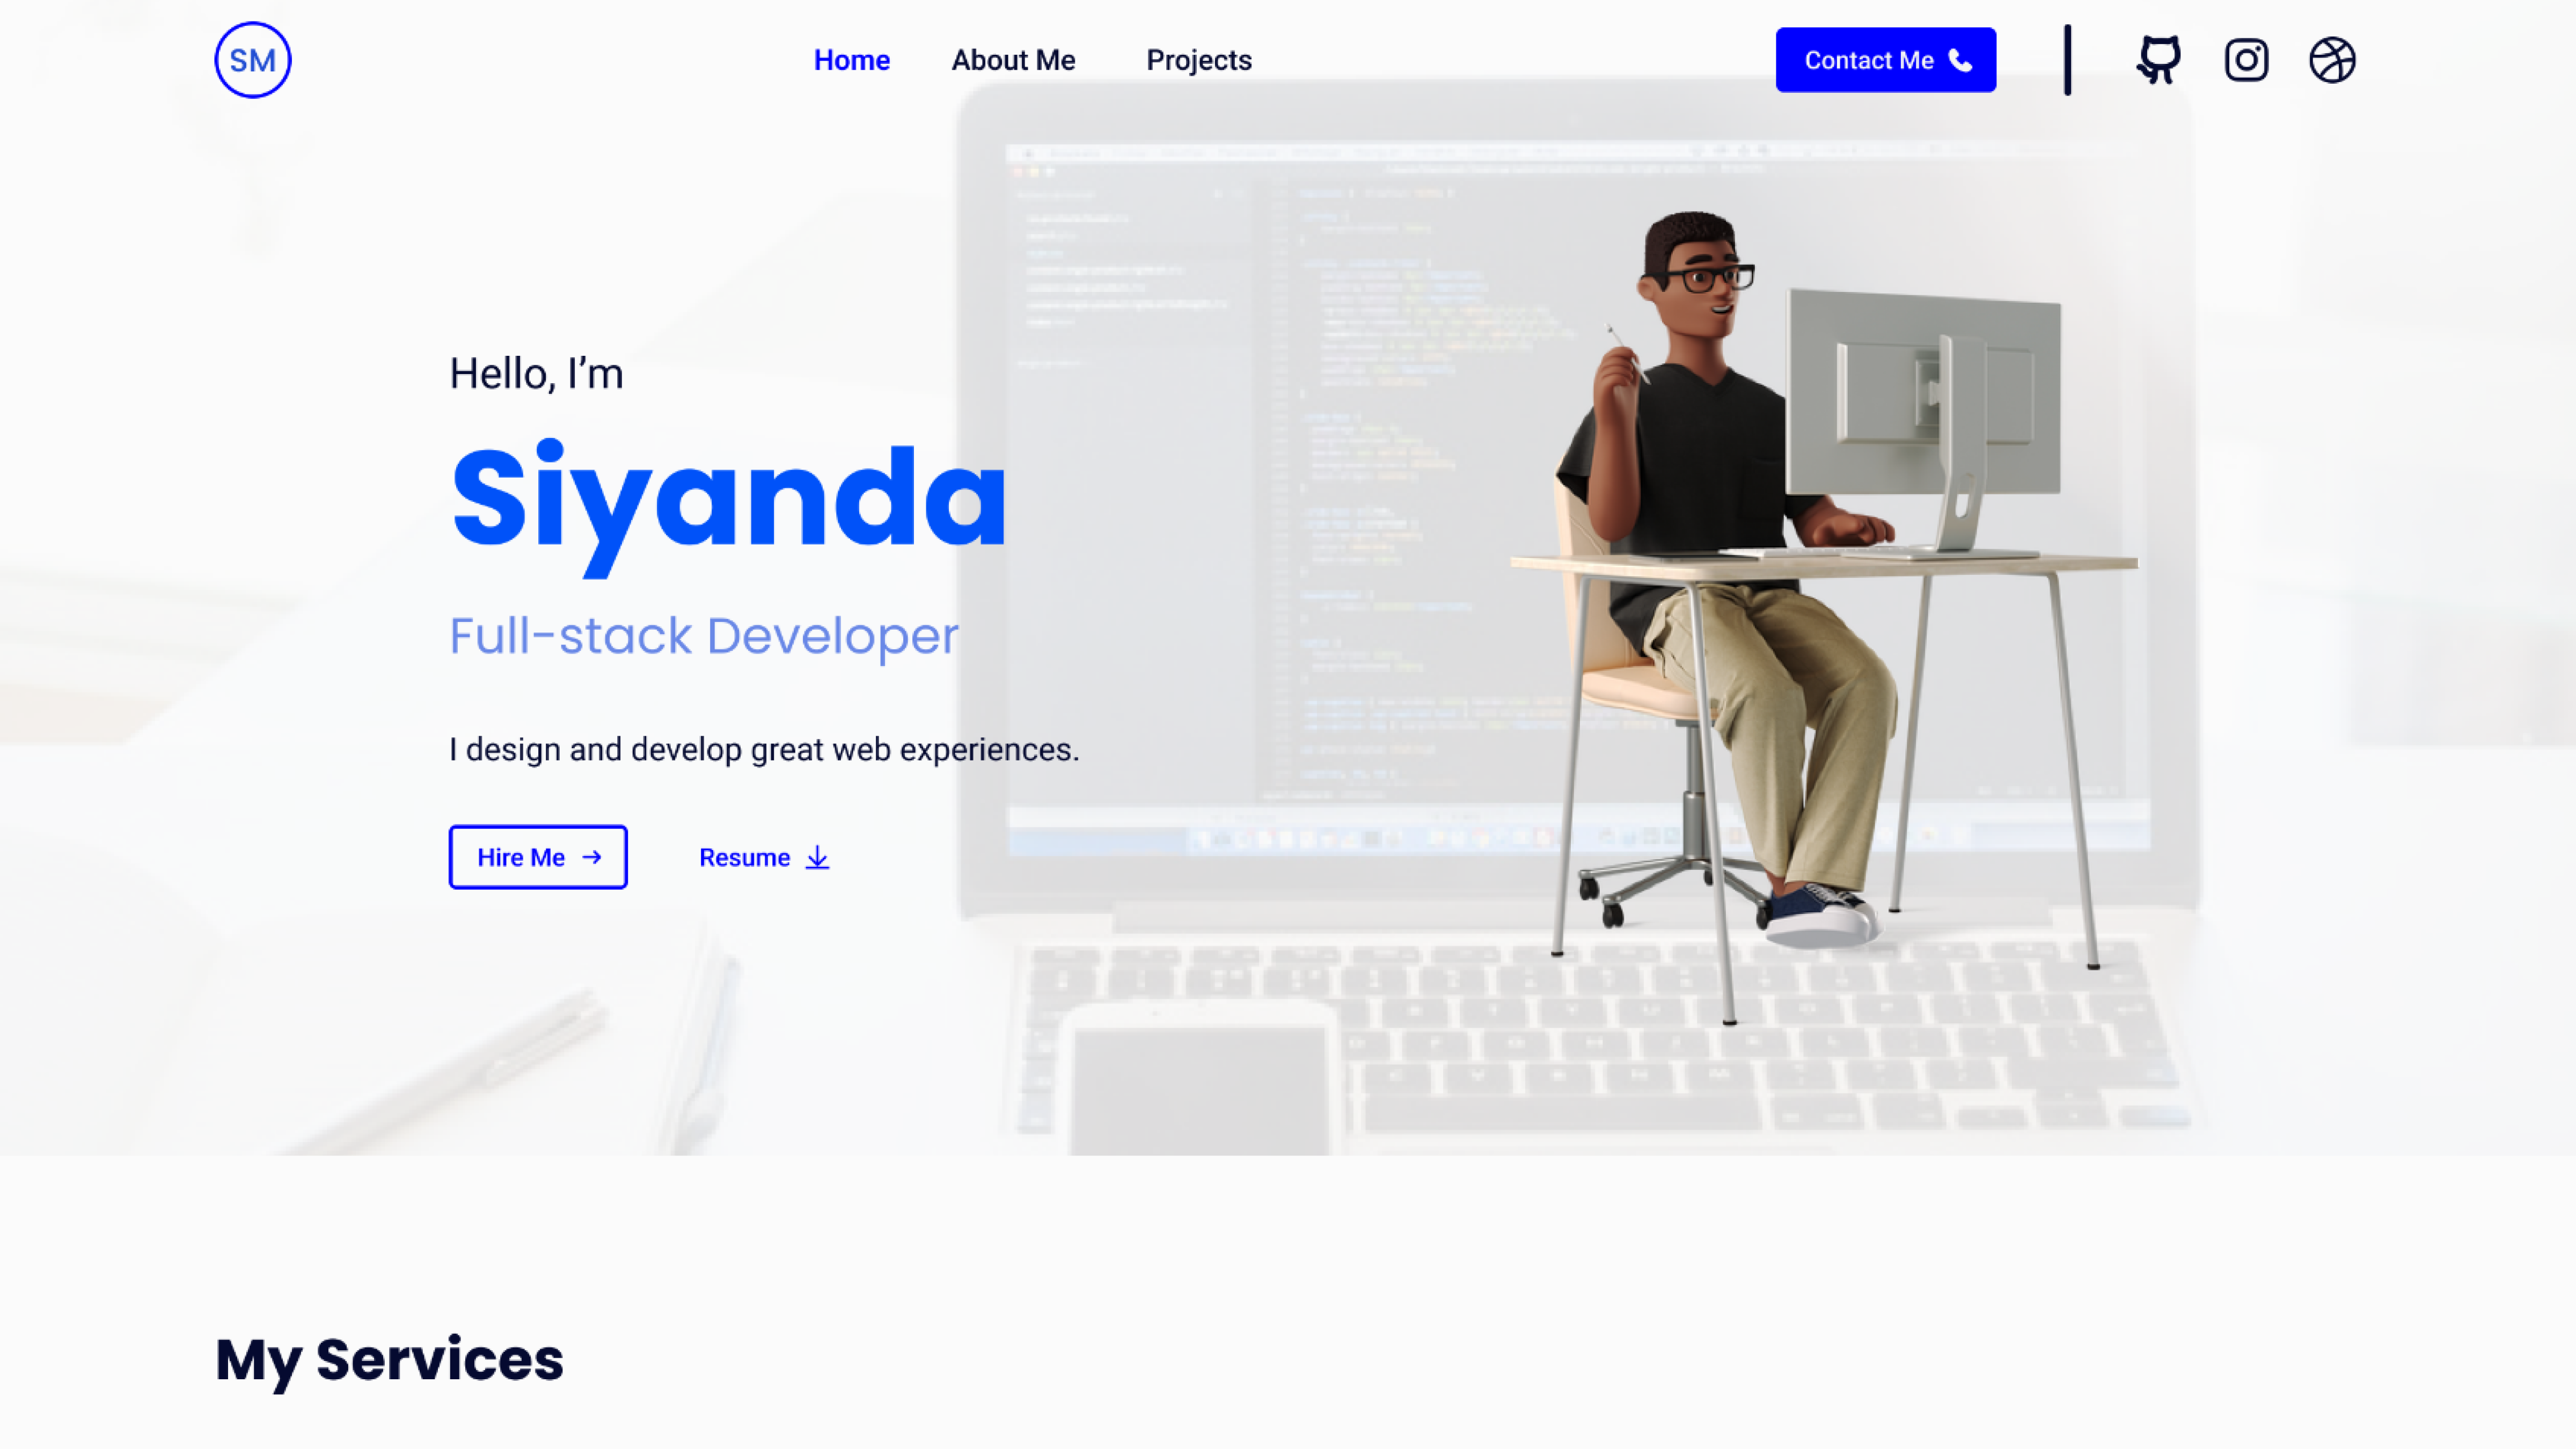 SM
Home
About Me
Projects
Contact Me
Hello, I’m
Siyanda
Full-stack Developer
I design and develop great web experiences.
Hire Me
Resume
My Services